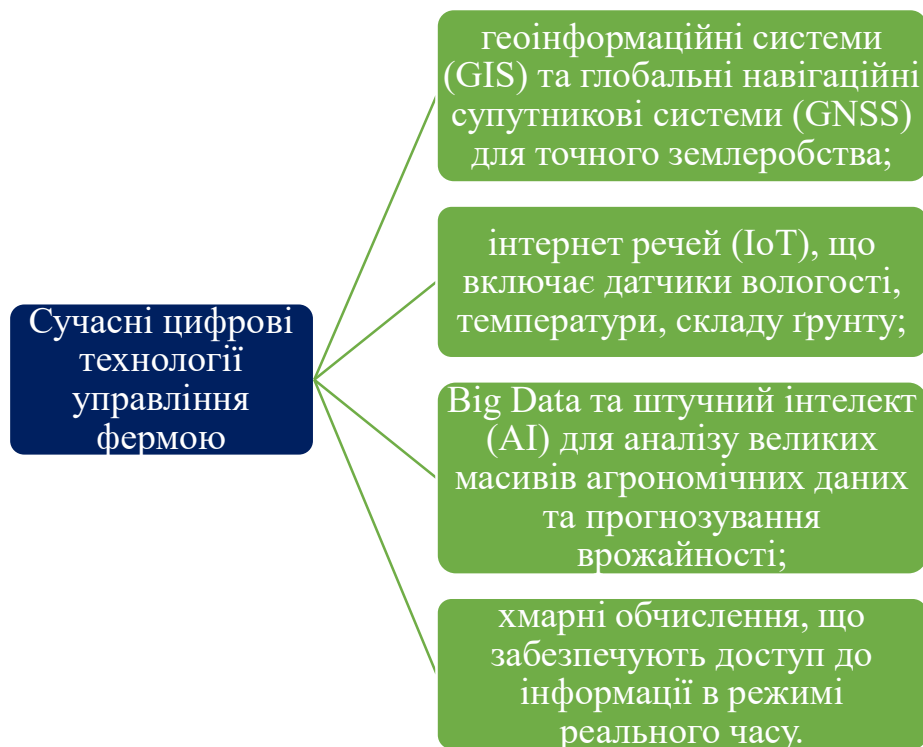 Сучасні цифрові
технології
управління
фермою
геоінформаційні системи
(GIS) та глобальні навігаційні
супутникові системи (GNSS)
для точного землеробства;
інтернет речей (IoT), що
включає датчики вологості,
температури, складу ґрунту;
Big Data та штучний інтелект
(AI) для аналізу великих
масивів агрономічних даних
та прогнозування
врожайності;
хмарні обчислення, що
забезпечують доступ до
інформації в режимі
реального часу.